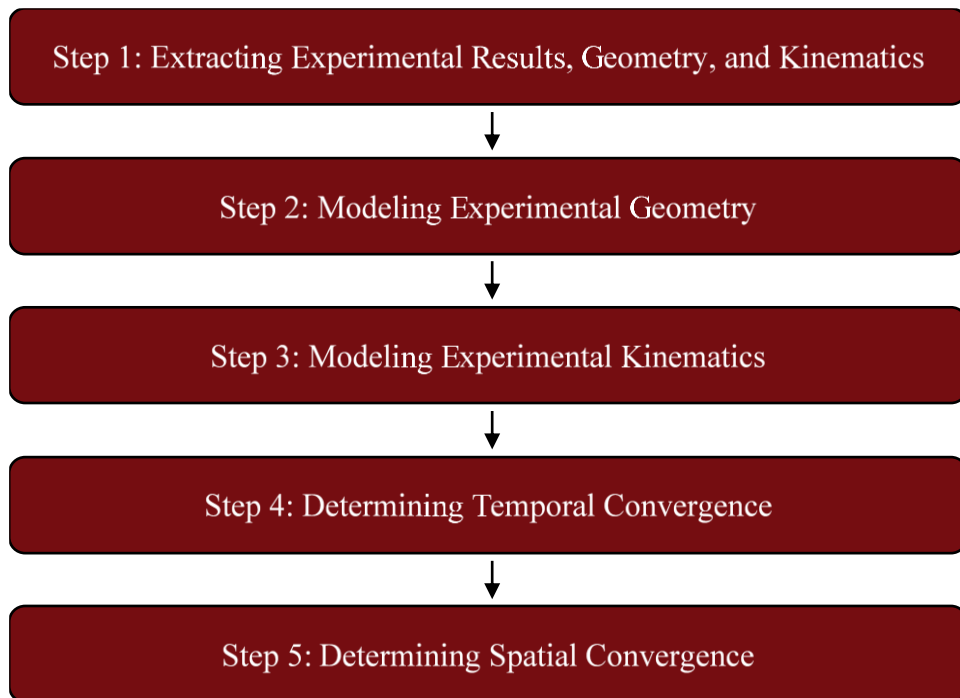 Step 1: Extracting Experimental Results, Geometry, and Kinematics
Step 2: Modeling Experimental Geometry
Step 3: Modeling Experimental Kinematics
Step 4: Determining Temporal Convergence
Step 5: Determining Spatial Convergence